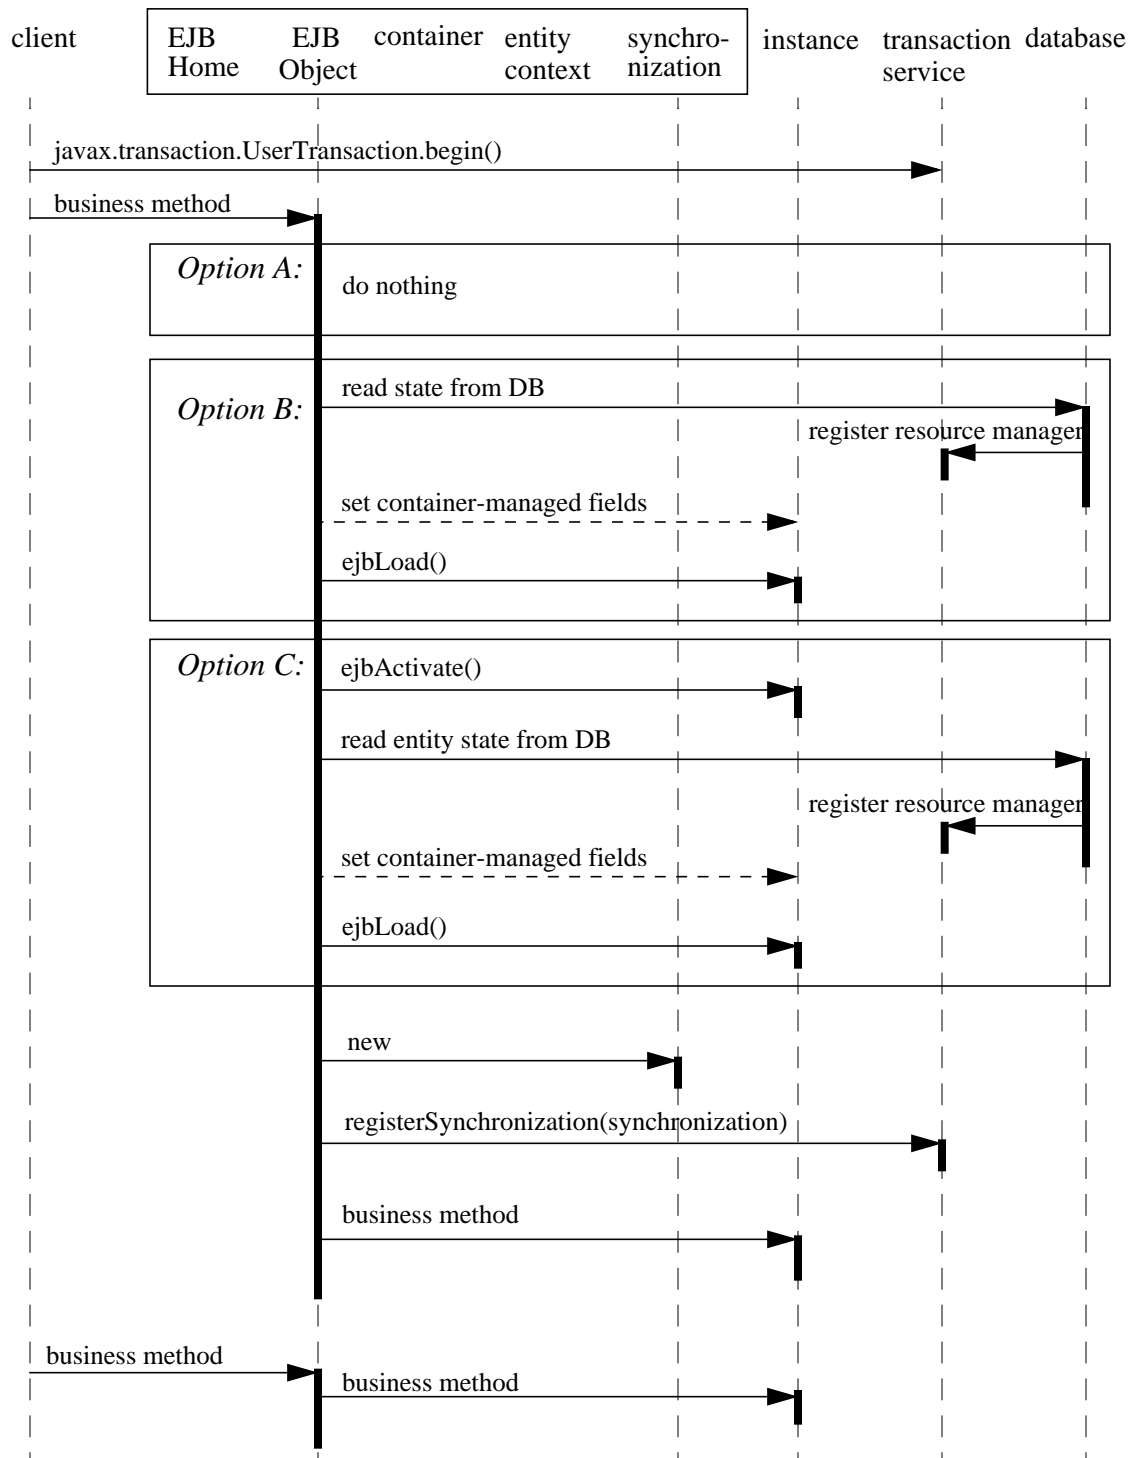 client
EJB
Home
EJB
Object
container
entity
context
synchro-
nization
instance
transaction
service
database
javax.transaction.UserTransaction.begin()
business method
Option A:
do nothing
Option B:
read state from DB
register resource manager
set container-managed fields
ejbLoad()
Option C:
ejbActivate()
read entity state from DB
register resource manager
set container-managed fields
ejbLoad()
new
registerSynchronization(synchronization)
business method
business method
business method